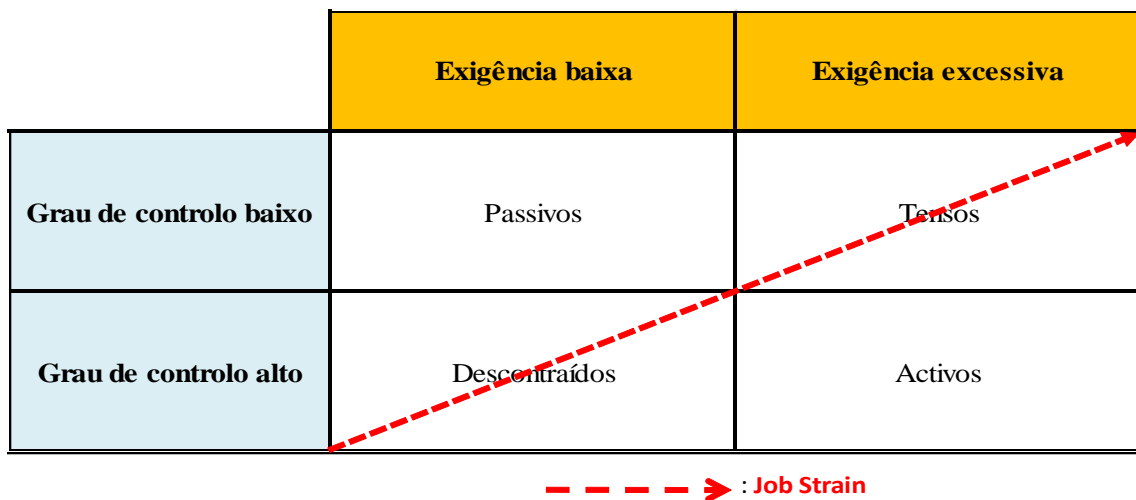 Exigência baixa
Exigência excessiva
Grau de controlo baixo
Passivos
Tensos
Grau de controlo alto
Descontraídos
Activos
: Job Strain